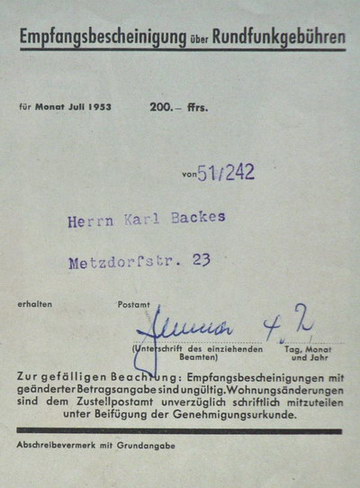 Empfangsbescheinigung über Rundfunkgebühren
für Monat Juli 1953 200.– ffrs.
von 51/242
Herrn Karl Backes
Metzdorfstr. 23
erhalten Postamt
4. 7.
(Unterschrift des einziehenden Tag, Monat
Beamten) und Jahr
Zur gefälligen Beachtung: Empfangsbescheinigungen mit
geänderter Betragsangabe sind ungültig. Wohnungsänderungen
sind dem Zustellpostamt unverzüglich schriftlich mitzuteilen
unter Beifügung der Genehmigungsurkunde.
Abschreibevermerk mit Grundangabe